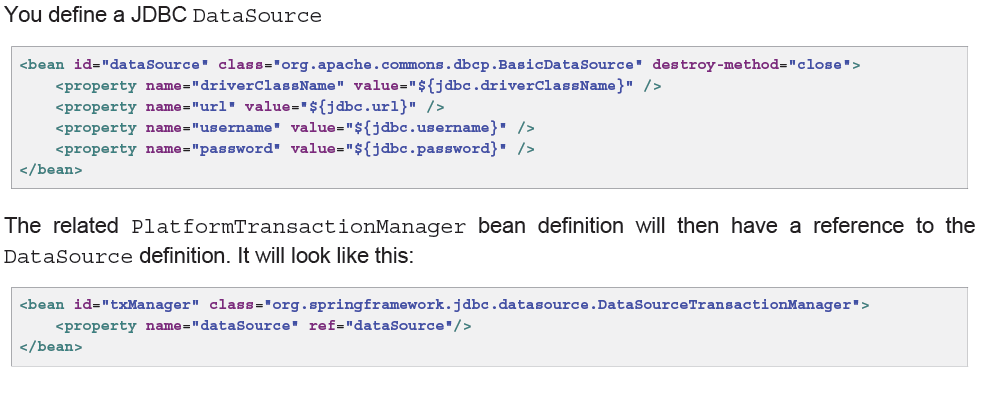 You define a JDBC DataSource
<bean id="dataSource" class="org.apache.commons.dbcp.BasicDataSource" destroy-method="close">
    <property name="driverClassName" value="${jdbc.driverClassName}" />
    <property name="url" value="${jdbc.url}" />
    <property name="username" value="${jdbc.username}" />
    <property name="password" value="${jdbc.password}" />
</bean>
The related PlatformTransactionManager bean definition will then have a reference to the
DataSource definition. It will look like this:
<bean id="txManager" class="org.springframework.jdbc.datasource.DataSourceTransactionManager">
    <property name="dataSource" ref="dataSource"/>
</bean>